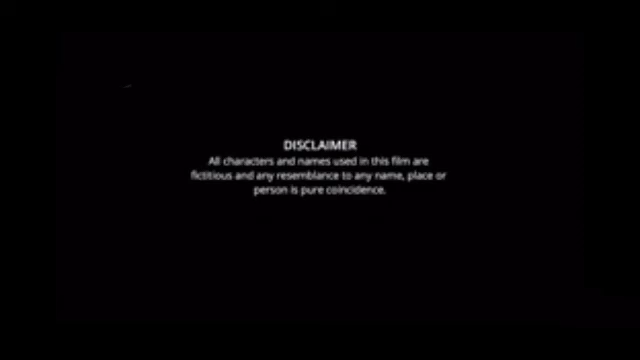 DISCLAIMER
All characters and names used in this film are
fictitious and any resemblance to any name, place or
person is pure coincidence.